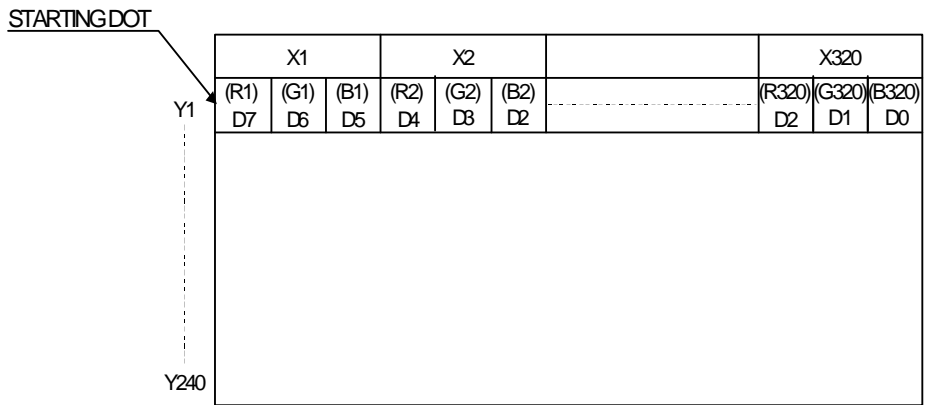 STARTING DOT
X1 X2 X320
(R1) (G1) (B1) (R2) (G2) (B2) (R320) (G320) (B320)
Y1 D7 D6 D5 D4 D3 D2 D2 D1 D0
Y240